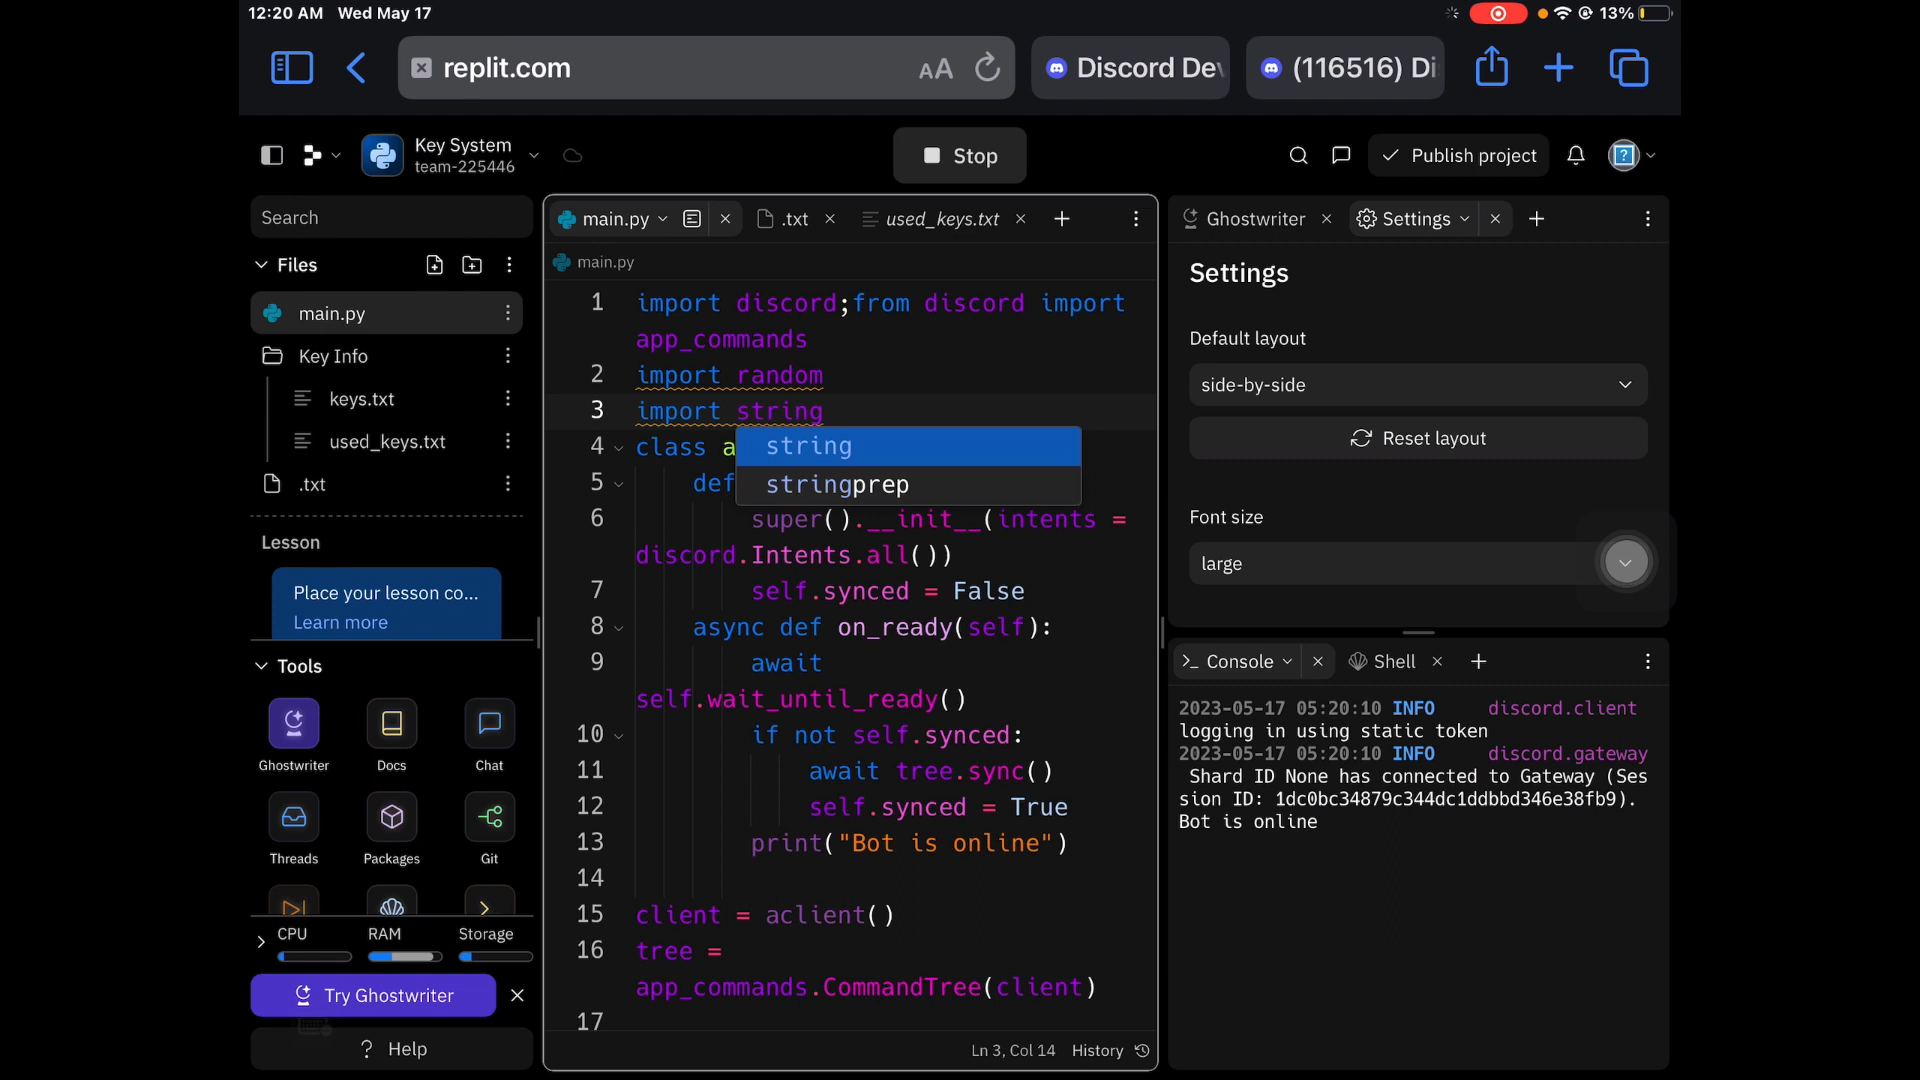 12:20 AM Wed May 17
13%
replit.com
AA
Discord De
(116516) Di
Key System
team-225446
Stop
Publish project
Search
Files
main.py
Key Info
keys.txt
used_keys.txt
.txt
Lesson
Place your lesson co...
Learn more
Tools
Ghostwriter
Docs
Chat
Threads
Packages
Git
CPU
RAM
Storage
Try Ghostwriter
? Help
main.py
.txt
used_keys.txt
main.py
1 import discord;from discord import
app_commands
2 import random
3 import string
4 class a
string
5 def
stringprep
6 super().__init__(intents =
discord.Intents.all())
7 self.synced = False
8 async def on_ready(self):
9 await
self.wait_until_ready()
10 if not self.synced:
11 await tree.sync()
12 self.synced = True
13 print("Bot is online")
14
15 client = aclient()
16 tree =
app_commands.CommandTree(client)
17
Ln 3, Col 14 History
Ghostwriter
Settings
Settings
Default layout
side-by-side
Reset layout
Font size
large
Console
Shell
2023-05-17 05:20:10 INFO discord.client
logging in using static token
2023-05-17 05:20:10 INFO discord.gateway
Shard ID None has connected to Gateway (Ses
sion ID: 1dc0bc34879c344dc1ddbbd346e38fb9).
Bot is online